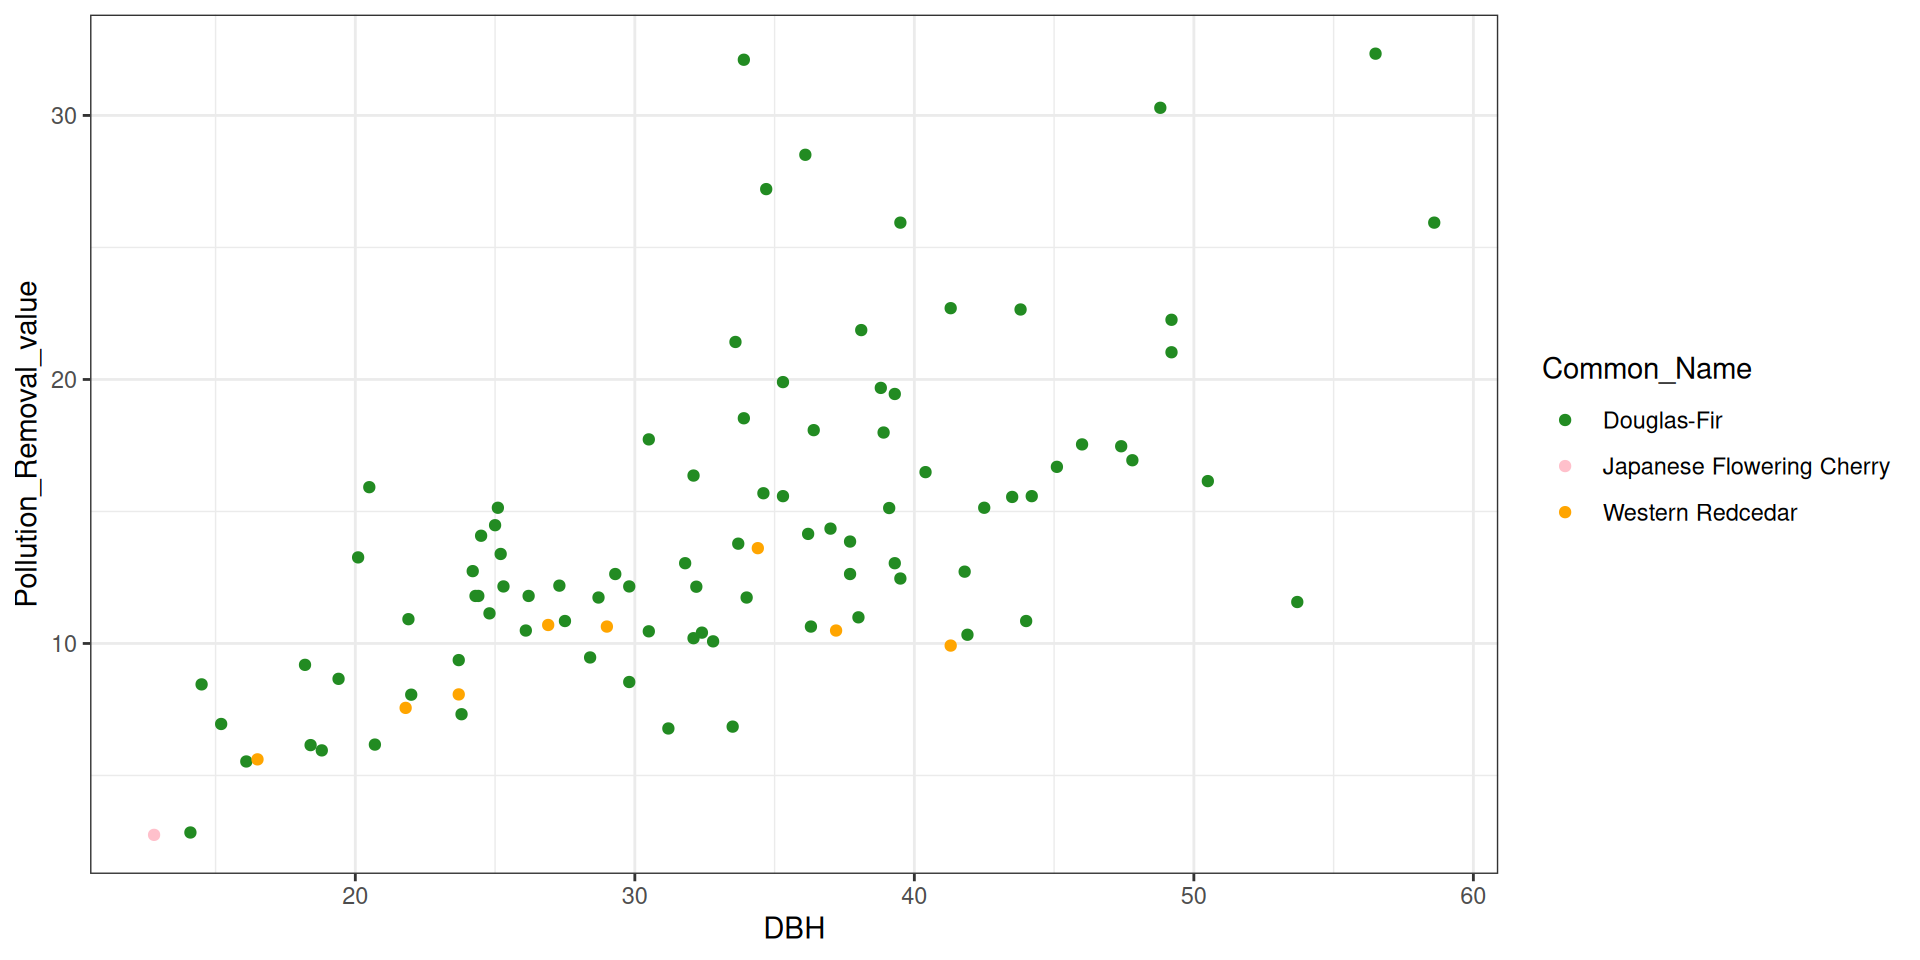 Pollution_Removal_value
30
20
10
20
30
40
50
60
DBH
Common_Name
Douglas-Fir
Japanese Flowering Cherry
Western Redcedar